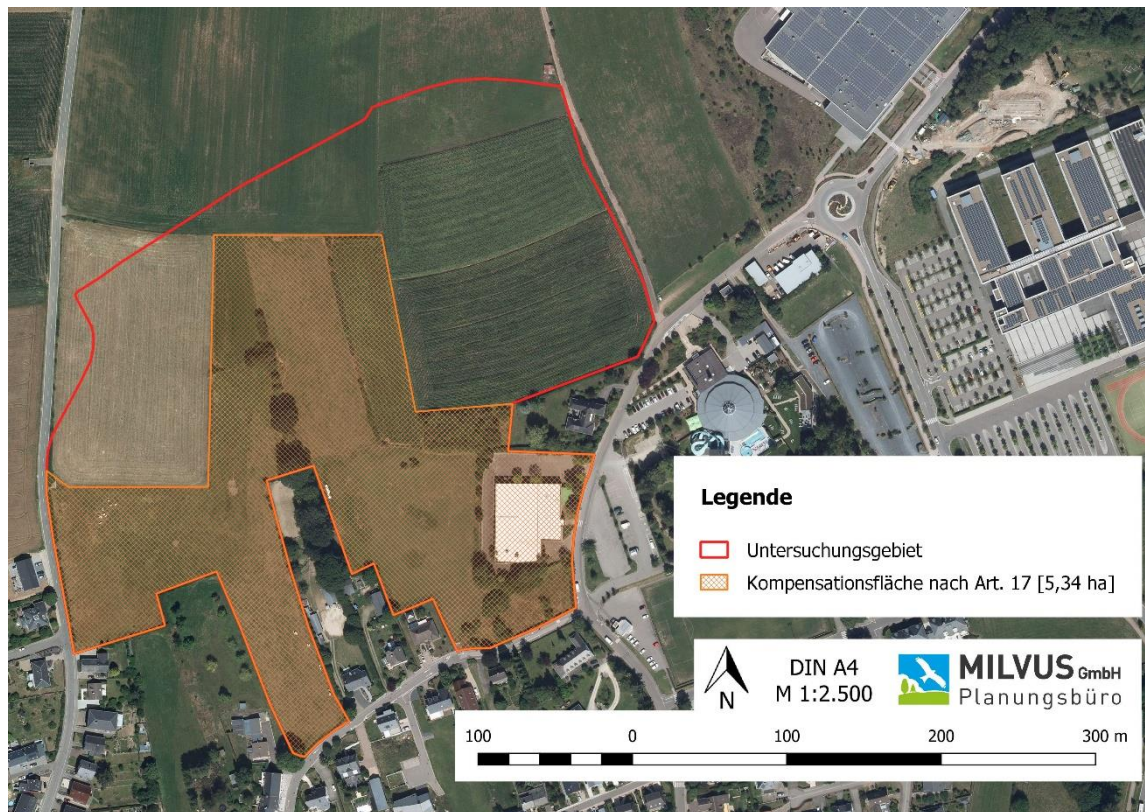 Legende
Untersuchungsgebiet
Kompensationsfläche nach Art. 17 [5,34 ha]
N
DIN A4
M 1:2.500
MILVUS GmbH
Planungsbüro
100 0 100 200 300 m